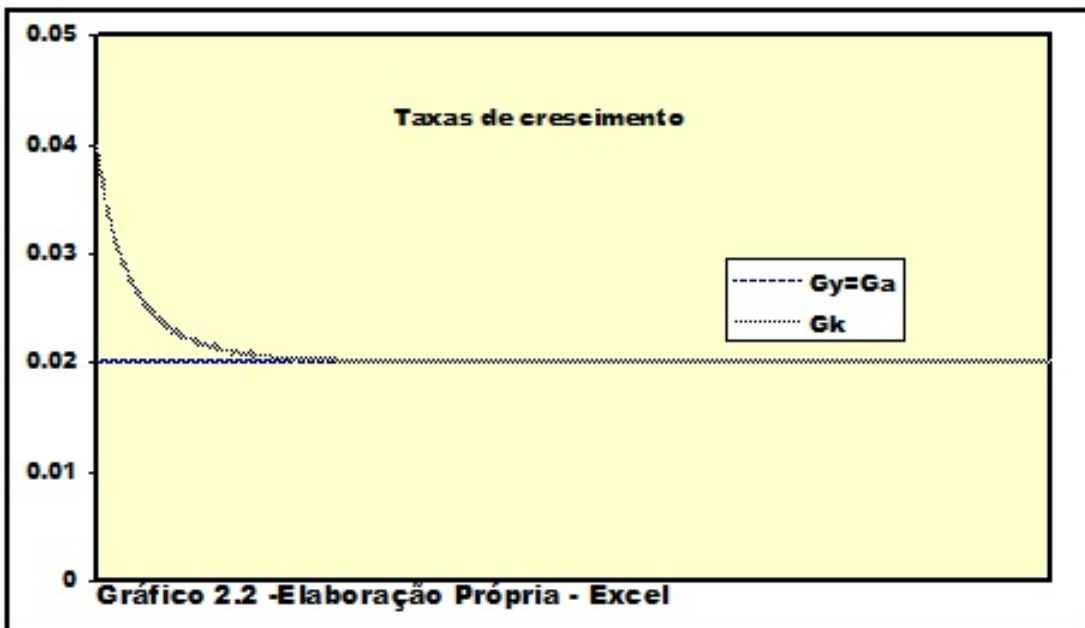 0.05
Taxas de crescimento
0.04
0.03
Gy=Ga
Gk
0.02
0.01
0
Gráfico 2.2 -Elaboração Própria - Excel